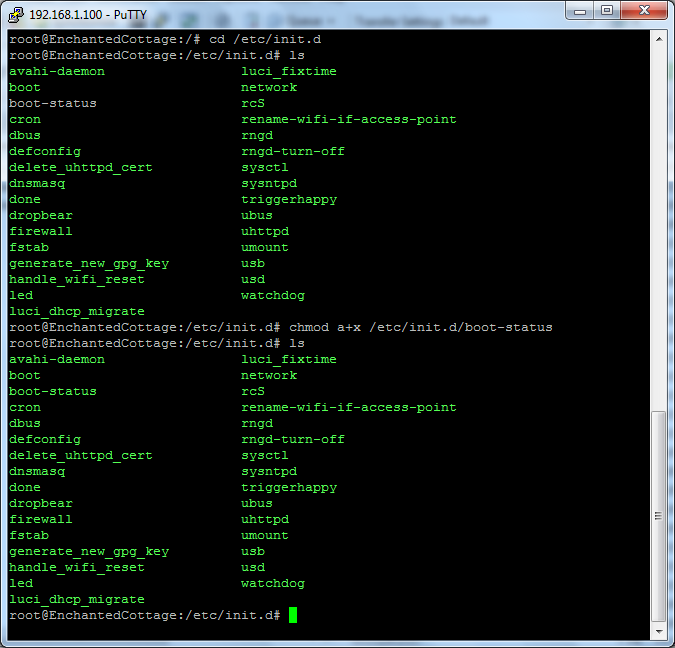 192.168.1.100 - PuTTY
root@EnchantedCottage:/# cd /etc/init.d
root@EnchantedCottage:/etc/init.d# ls
avahi-daemon luci_fixtime
boot network
boot-status rcS
cron rename-wifi-if-access-point
dbus rngd
defconfig rngd-turn-off
delete_uhttpd_cert sysctl
dnsmasq sysntpd
done triggerhappy
dropbear ubus
firewall uhttpd
fstab umount
generate_new_gpg_key usb
handle_wifi_reset usd
led watchdog
luci_dhcp_migrate
root@EnchantedCottage:/etc/init.d# chmod a+x /etc/init.d/boot-status
root@EnchantedCottage:/etc/init.d# ls
avahi-daemon luci_fixtime
boot network
boot-status rcS
cron rename-wifi-if-access-point
dbus rngd
defconfig rngd-turn-off
delete_uhttpd_cert sysctl
dnsmasq sysntpd
done triggerhappy
dropbear ubus
firewall uhttpd
fstab umount
generate_new_gpg_key usb
handle_wifi_reset usd
led watchdog
luci_dhcp_migrate
root@EnchantedCottage:/etc/init.d#